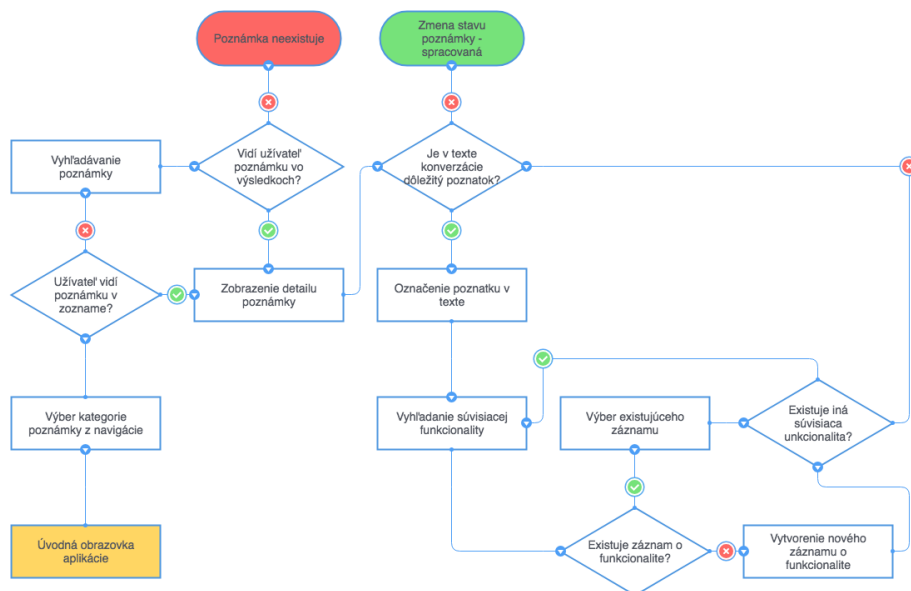 Poznámka neexistuje
Zmena stavu
poznámky -
spracovaná
Vyhľadávanie
poznámky
Vidí užívateľ
poznámku vo
výsledkoch?
Je v texte
konverzácie
dôležitý poznatok?
Užívateľ vidí
poznámku v
zozname?
Zobrazenie detailu
poznámky
Označenie poznatku v
texte
Výber kategorie
poznámky z navigácie
Vyhľadanie súvisiacej
funkcionality
Výber existujúceho
záznamu
Existuje iná
súvisiaca
unkcionalita?
Úvodná obrazovka
aplikácie
Existuje záznam o
funkcionalite?
Vytvorenie nového
záznamu o
funkcionalite